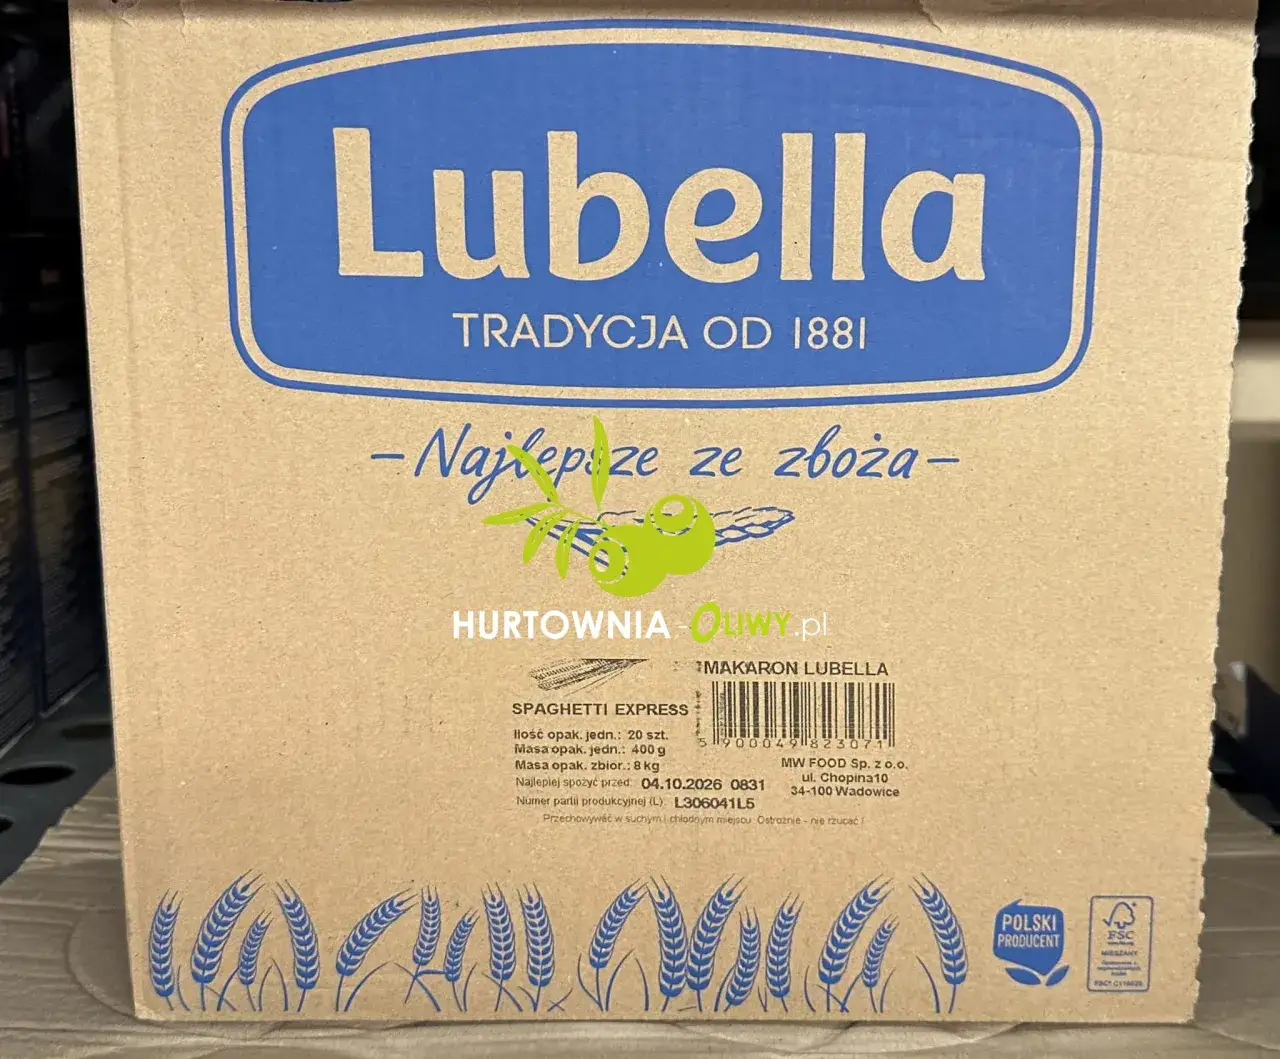 Lubella
TRADYCJA OD 1881
– Najlepsze ze zboża –
HURTOWNIA - OLIWY.pl
MAKARON LUBELLA
SPAGHETTI EXPRESS
Ilość opak. jedn.: 20 szt.
Masa opak. jedn.: 400 g
Masa opak. zbior.: 8 kg
5 900049 823071
MW FOOD Sp. z o.o.
ul. Chopina10
34-100 Wadowice
Najlepiej spożyć przed: 04.10.2026 0831
Numer partii produkcyjnej (L): L306041L5
Przechowywać w suchym i chłodnym miejscu. Ostrożnie - nie rzucać !
POLSKI
PRODUCENT
FSC
MIESZANY